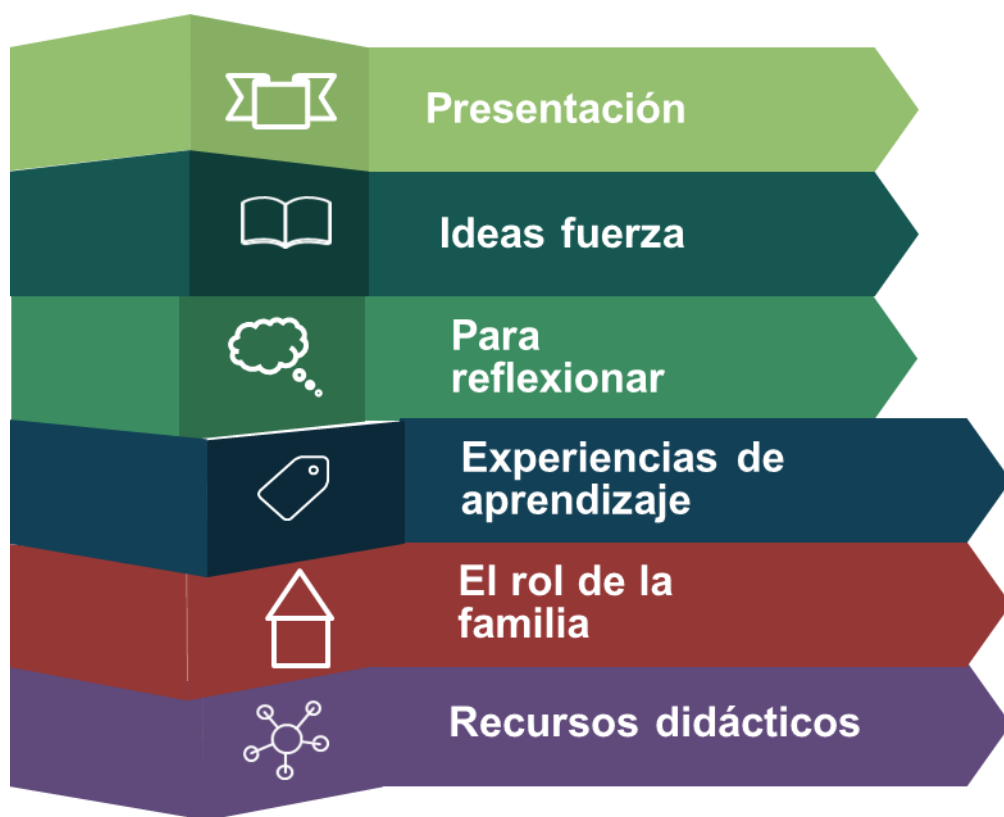 Presentación
Ideas fuerza
Para
reflexionar
Experiencias de
aprendizaje
El rol de la
familia
Recursos didácticos